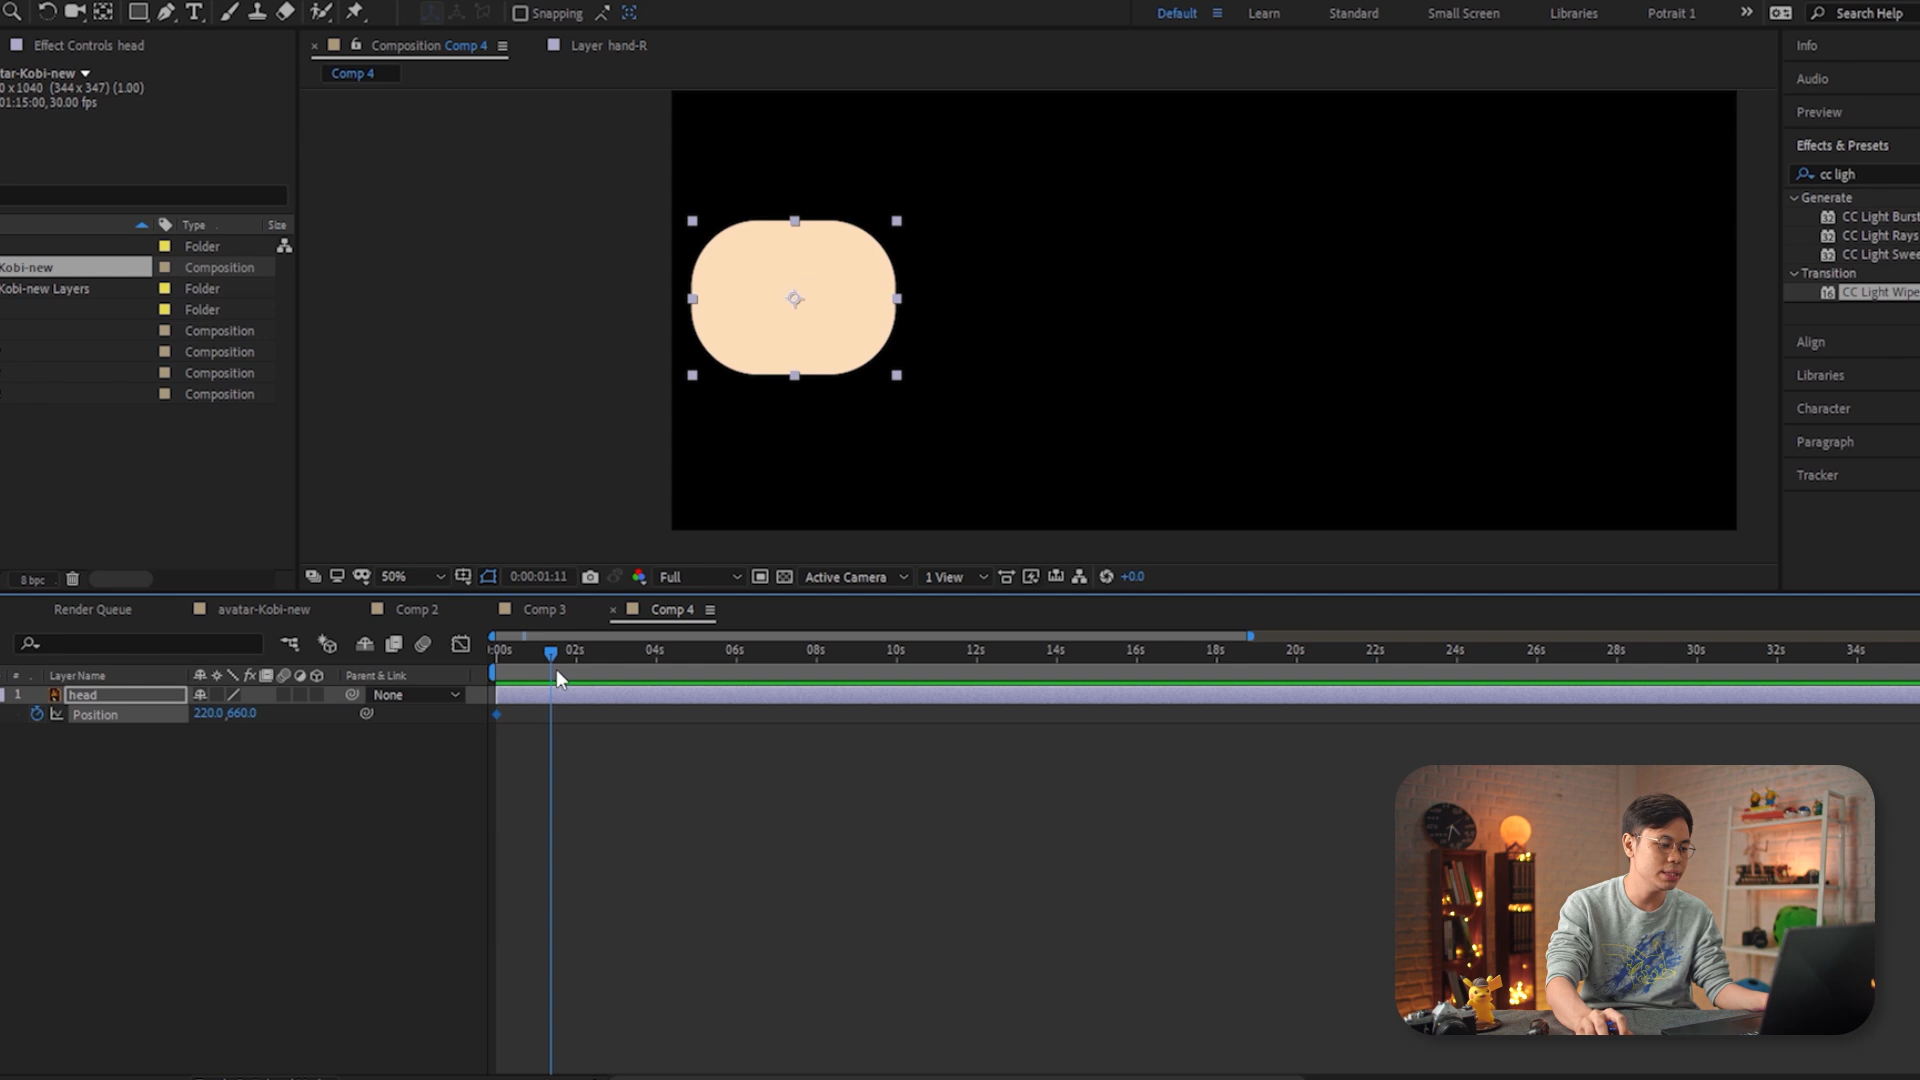 Snapping
Default
Learn
Standard
Small Screen
Libraries
Potrait 1
Search Help
Effect Controls head
Composition Comp 4
Layer hand-R
Info
tar-Kobi-new
0 x 1040 (344 x 347) (1.00)
01:15:00, 30.00 fps
Comp 4
Audio
Preview
Effects & Presets
cc ligh
Generate
CC Light Burst
CC Light Rays
CC Light Swee
Transition
CC Light Wipe
Type
Size
Folder
Kobi-new
Composition
Kobi-new Layers
Folder
Folder
Composition
Composition
Composition
Composition
Align
Libraries
Character
Paragraph
Tracker
8 bpc
50%
0:00:01:11
Full
Active Camera
1 View
+0.0
Render Queue
avatar-Kobi-new
Comp 2
Comp 3
Comp 4
:00s
02s
04s
06s
08s
10s
12s
14s
16s
18s
20s
22s
24s
26s
28s
30s
32s
34s
#
Layer Name
fx
Parent & Link
1
head
None
Position
220.0,660.0